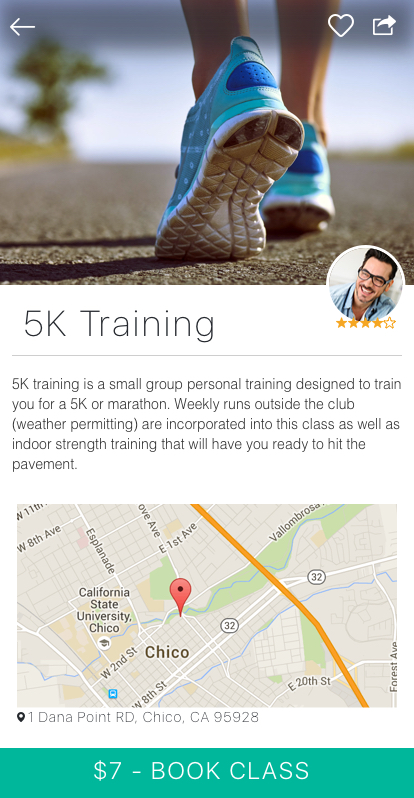 5K Training
5K training is a small group personal training designed to train
you for a 5K or marathon. Weekly runs outside the club
(weather permitting) are incorporated into this class as well as
indoor strength training that will have you ready to hit the
pavement.
W 11th
W 8th Ave
Esplanade
ove Ave
E 1st Ave
Vallombrosa
32
California
State
University,
Chico
32
Chico
W 2nd St
W 8th St
E 20th St
Forest Ave
1 Dana Point RD, Chico, CA 95928
$7 - BOOK CLASS